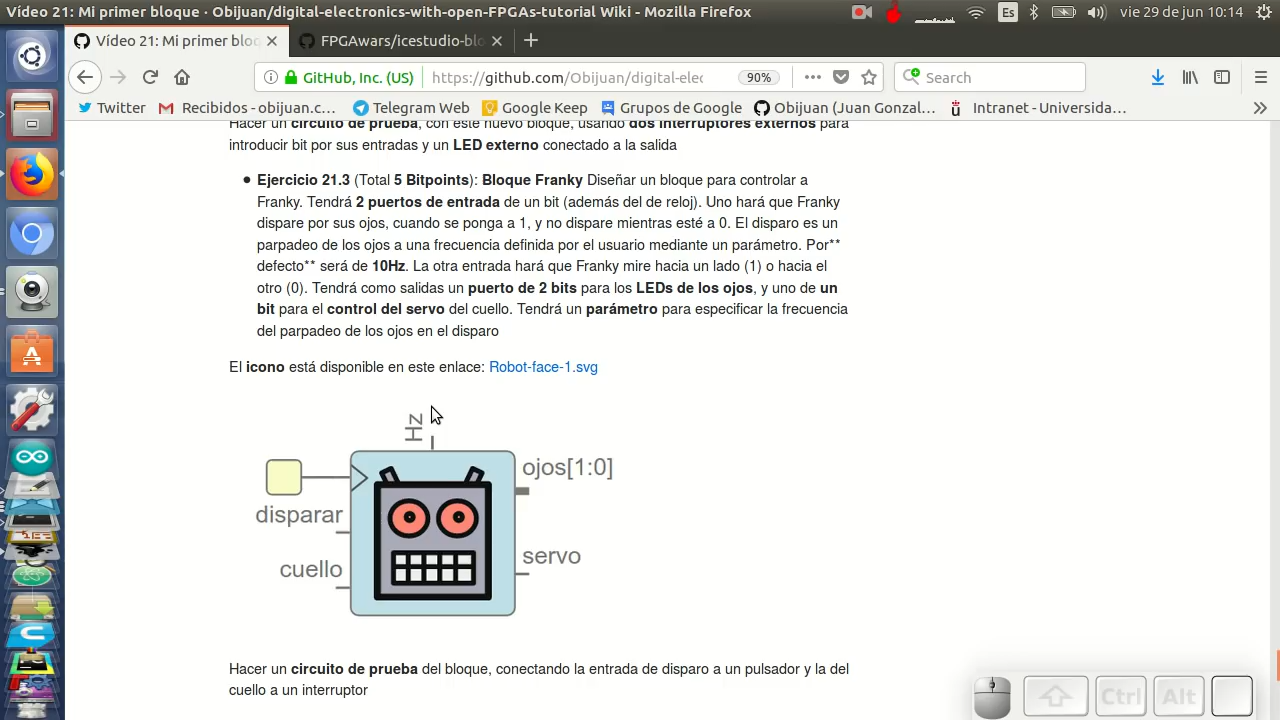 Vídeo 21: Mi primer bloque · Obijuan/digital-electronics-with-open-FPGAs-tutorial Wiki - Mozilla Firefox
Es
vie 29 de jun 10:14
Vídeo 21: Mi primer bloq
FPGAwars/icestudio-blo
GitHub, Inc. (US)
https://github.com/Obijuan/digital-elec
90%
Search
Twitter
Recibidos - obijuan.c…
Telegram Web
Google Keep
Grupos de Google
Obijuan (Juan Gonzal…
Intranet - Universida…
Hacer un circuito de prueba, con este nuevo bloque, usando dos interruptores externos para
introducir bit por sus entradas y un LED externo conectado a la salida
• Ejercicio 21.3 (Total 5 Bitpoints): Bloque Franky Diseñar un bloque para controlar a
Franky. Tendrá 2 puertos de entrada de un bit (además del de reloj). Uno hará que Franky
dispare por sus ojos, cuando se ponga a 1, y no dispare mientras esté a 0. El disparo es un
parpadeo de los ojos a una frecuencia definida por el usuario mediante un parámetro. Por**
defecto** será de 10Hz. La otra entrada hará que Franky mire hacia un lado (1) o hacia el
otro (0). Tendrá como salidas un puerto de 2 bits para los LEDs de los ojos, y uno de un
bit para el control del servo del cuello. Tendrá un parámetro para especificar la frecuencia
del parpadeo de los ojos en el disparo
El icono está disponible en este enlace: Robot-face-1.svg
Hz
ojos[1:0]
disparar
servo
cuello
Hacer un circuito de prueba del bloque, conectando la entrada de disparo a un pulsador y la del
cuello a un interruptor
Ctrl
Alt